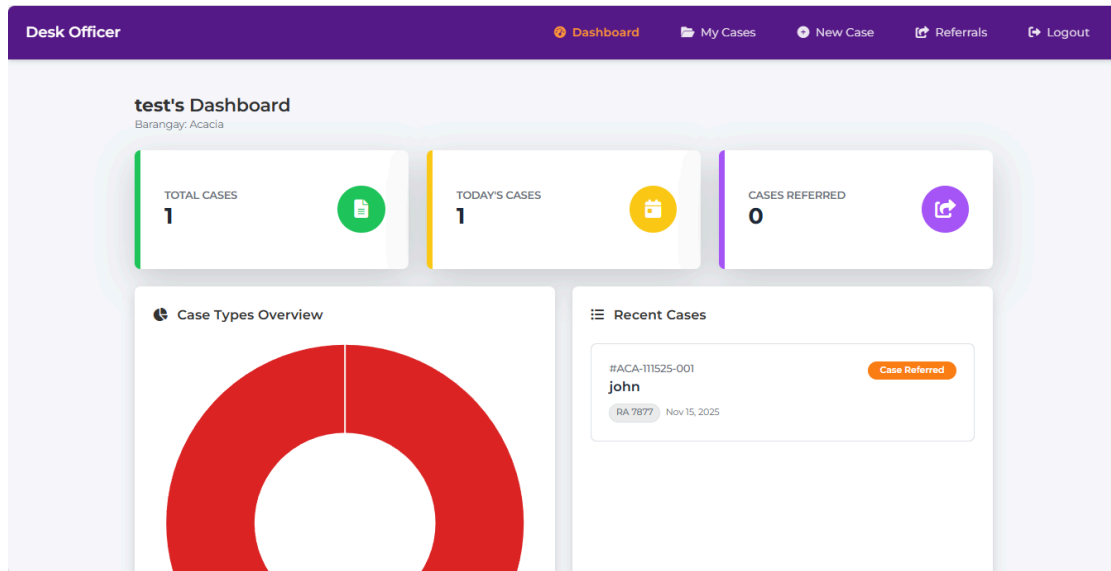 Desk Officer
Dashboard
My Cases
New Case
Referrals
Logout
test's Dashboard
Barangay: Acacia
TOTAL CASES
1
TODAY'S CASES
1
CASES REFERRED
0
Case Types Overview
Recent Cases
#ACA-111525-001
Case Referred
john
RA 7877 Nov 15, 2025